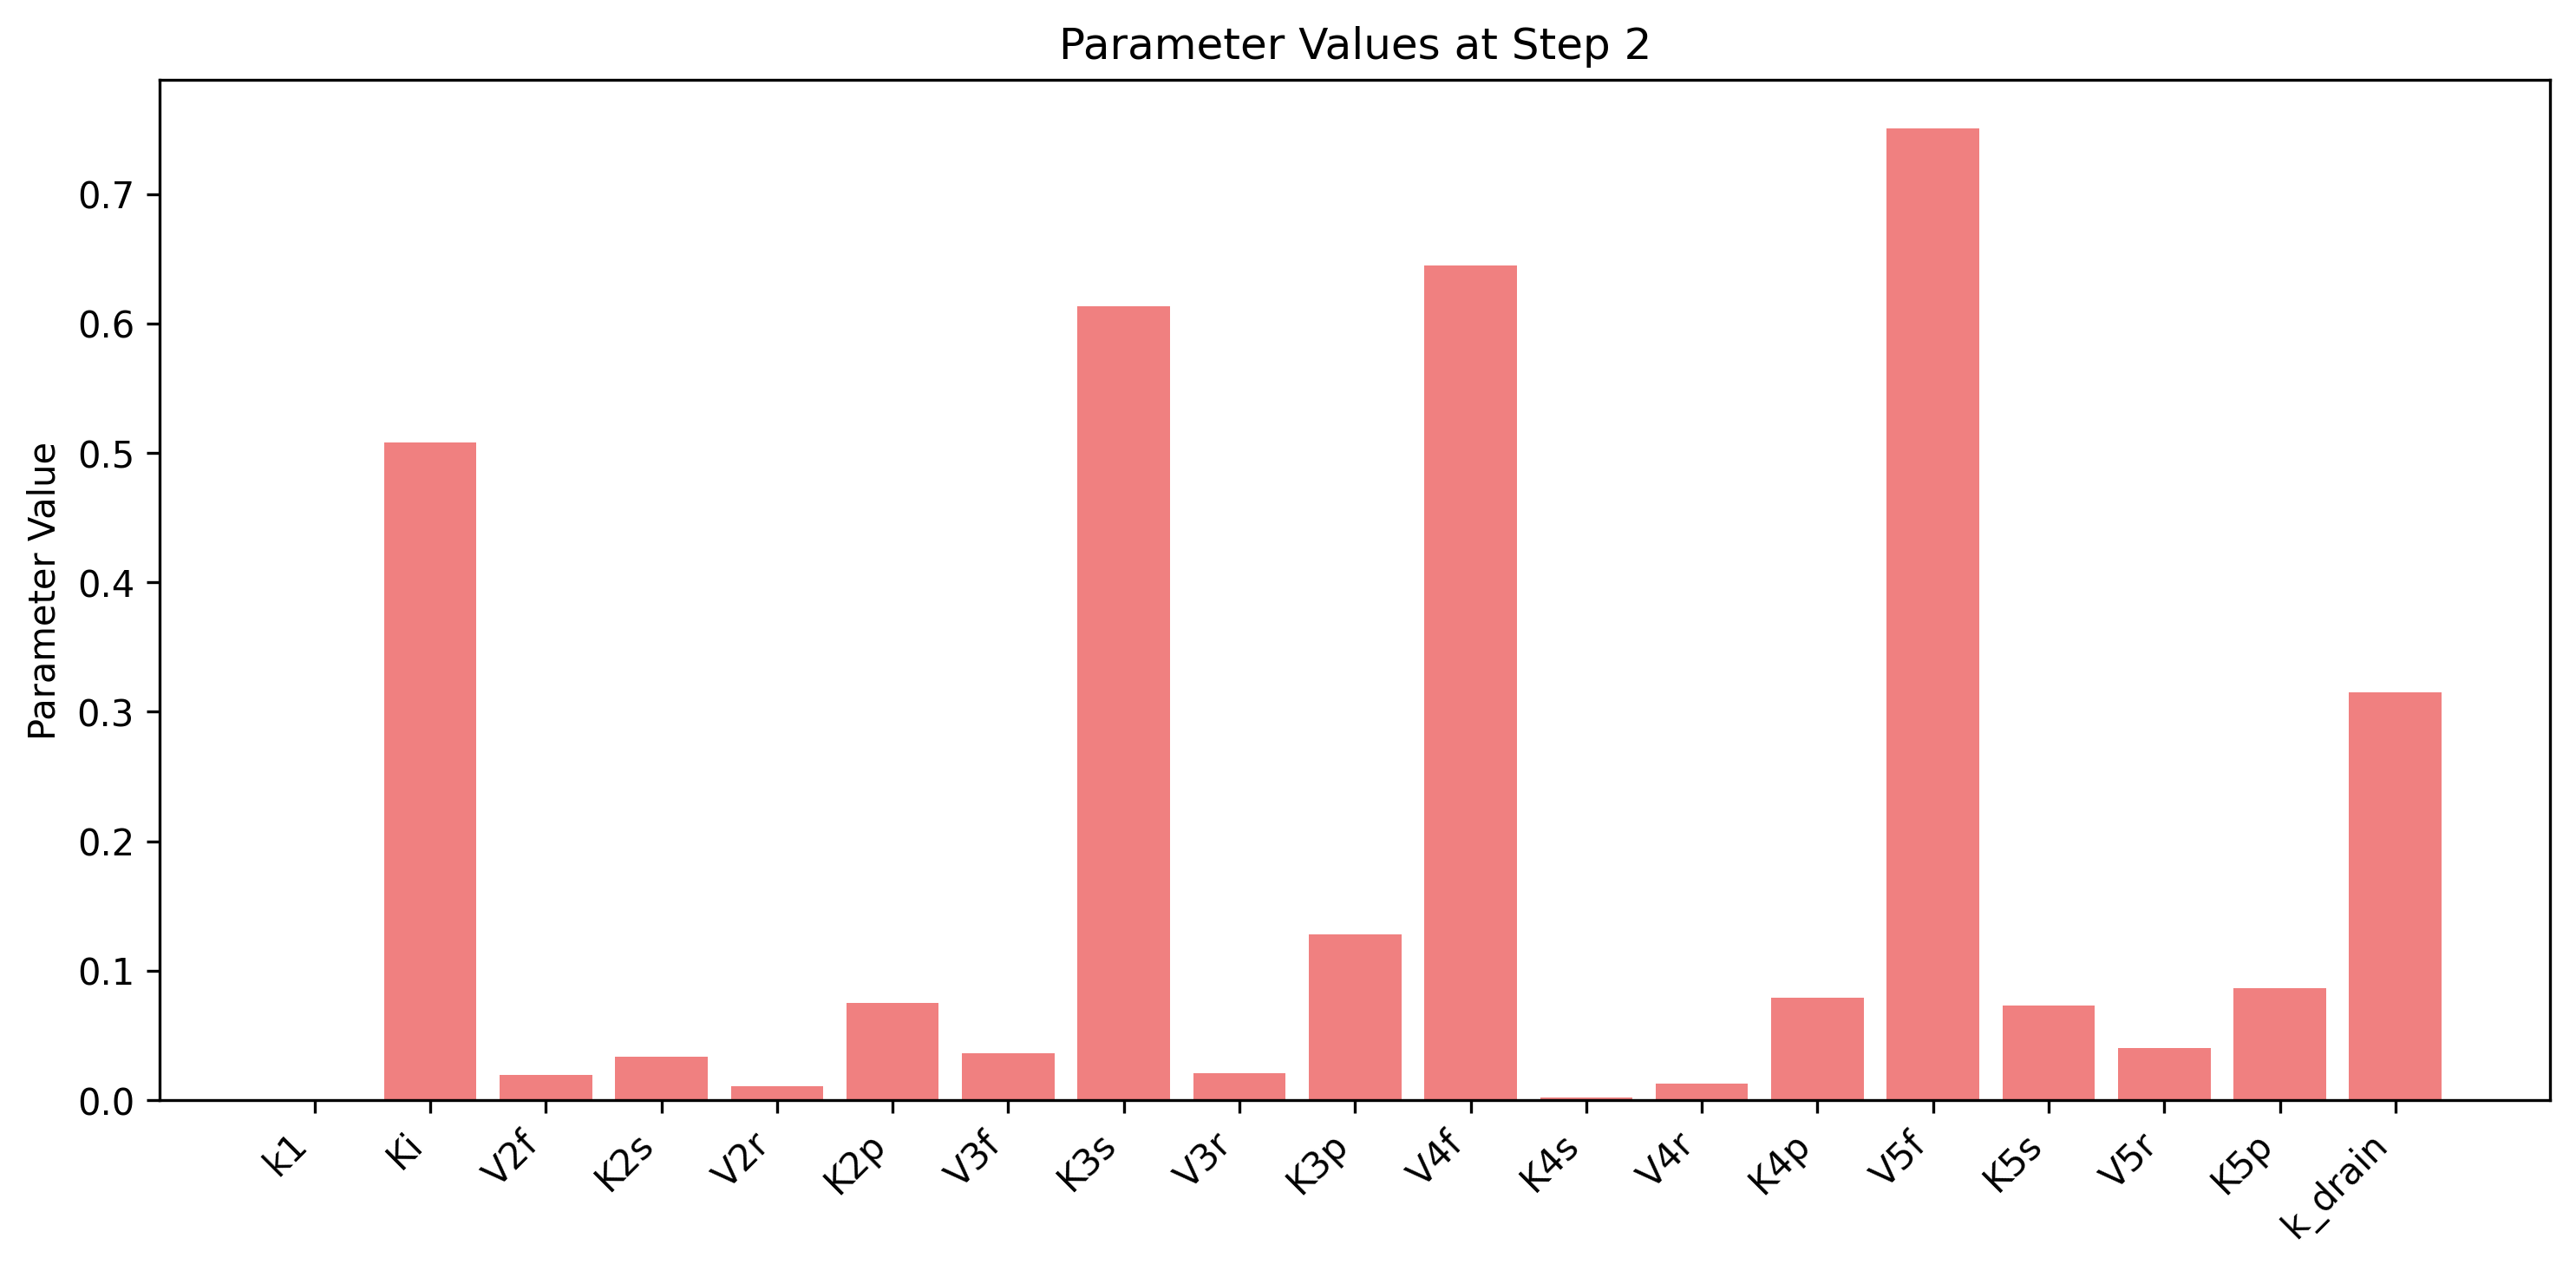 Parameter Values at Step 2
Parameter Value
0.7
0.6
0.5
0.4
0.3
0.2
0.1
0.0
k1
Ki
V2f
K2s
V2r
K2p
V3f
K3s
V3r
K3p
V4f
K4s
V4r
K4p
V5f
K5s
V5r
K5p
k_drain